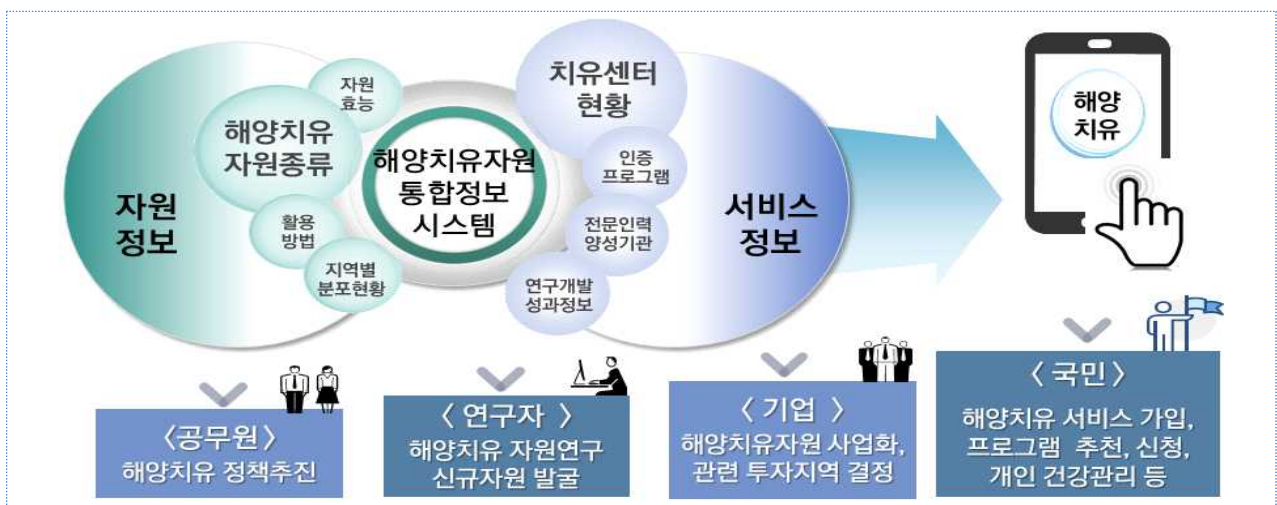 자원
효능
해양치유
자원종류
활용
방법
지역별
분포현황
자원
정보
해양치유자원
통합정보
시스템
치유센터
현황
인증
프로그램
전문인력
양성기관
연구개발
성과정보
서비스
정보
해양
치유
〈공무원〉
해양치유 정책추진
〈 연구자 〉
해양치유 자원연구
신규자원 발굴
〈 기업 〉
해양치유자원 사업화,
관련 투자지역 결정
〈 국민 〉
해양치유 서비스 가입,
프로그램 추천, 신청,
개인 건강관리 등